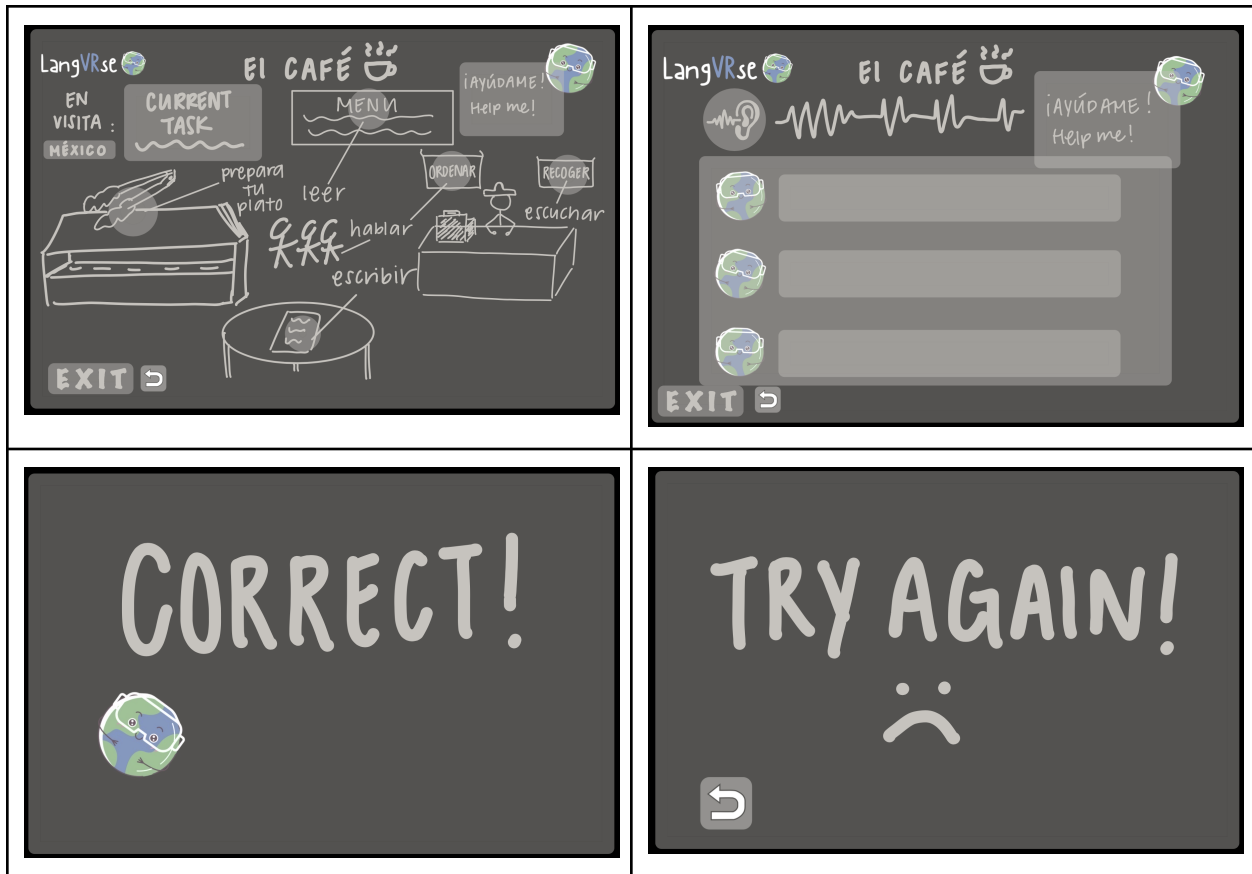 LangVRse
El CAFÉ
¡AYÚDAME!
Help me!
EN
VISITA:
MÉXICO
CURRENT
TASK
MENU
ORDENAR
RECOGER
prepara
tu
plato
leer
hablar
escuchar
escribir
EXIT
LangVRse
El CAFÉ
¡AYÚDAME!
Help me!
EXIT
CORRECT!
TRY AGAIN!